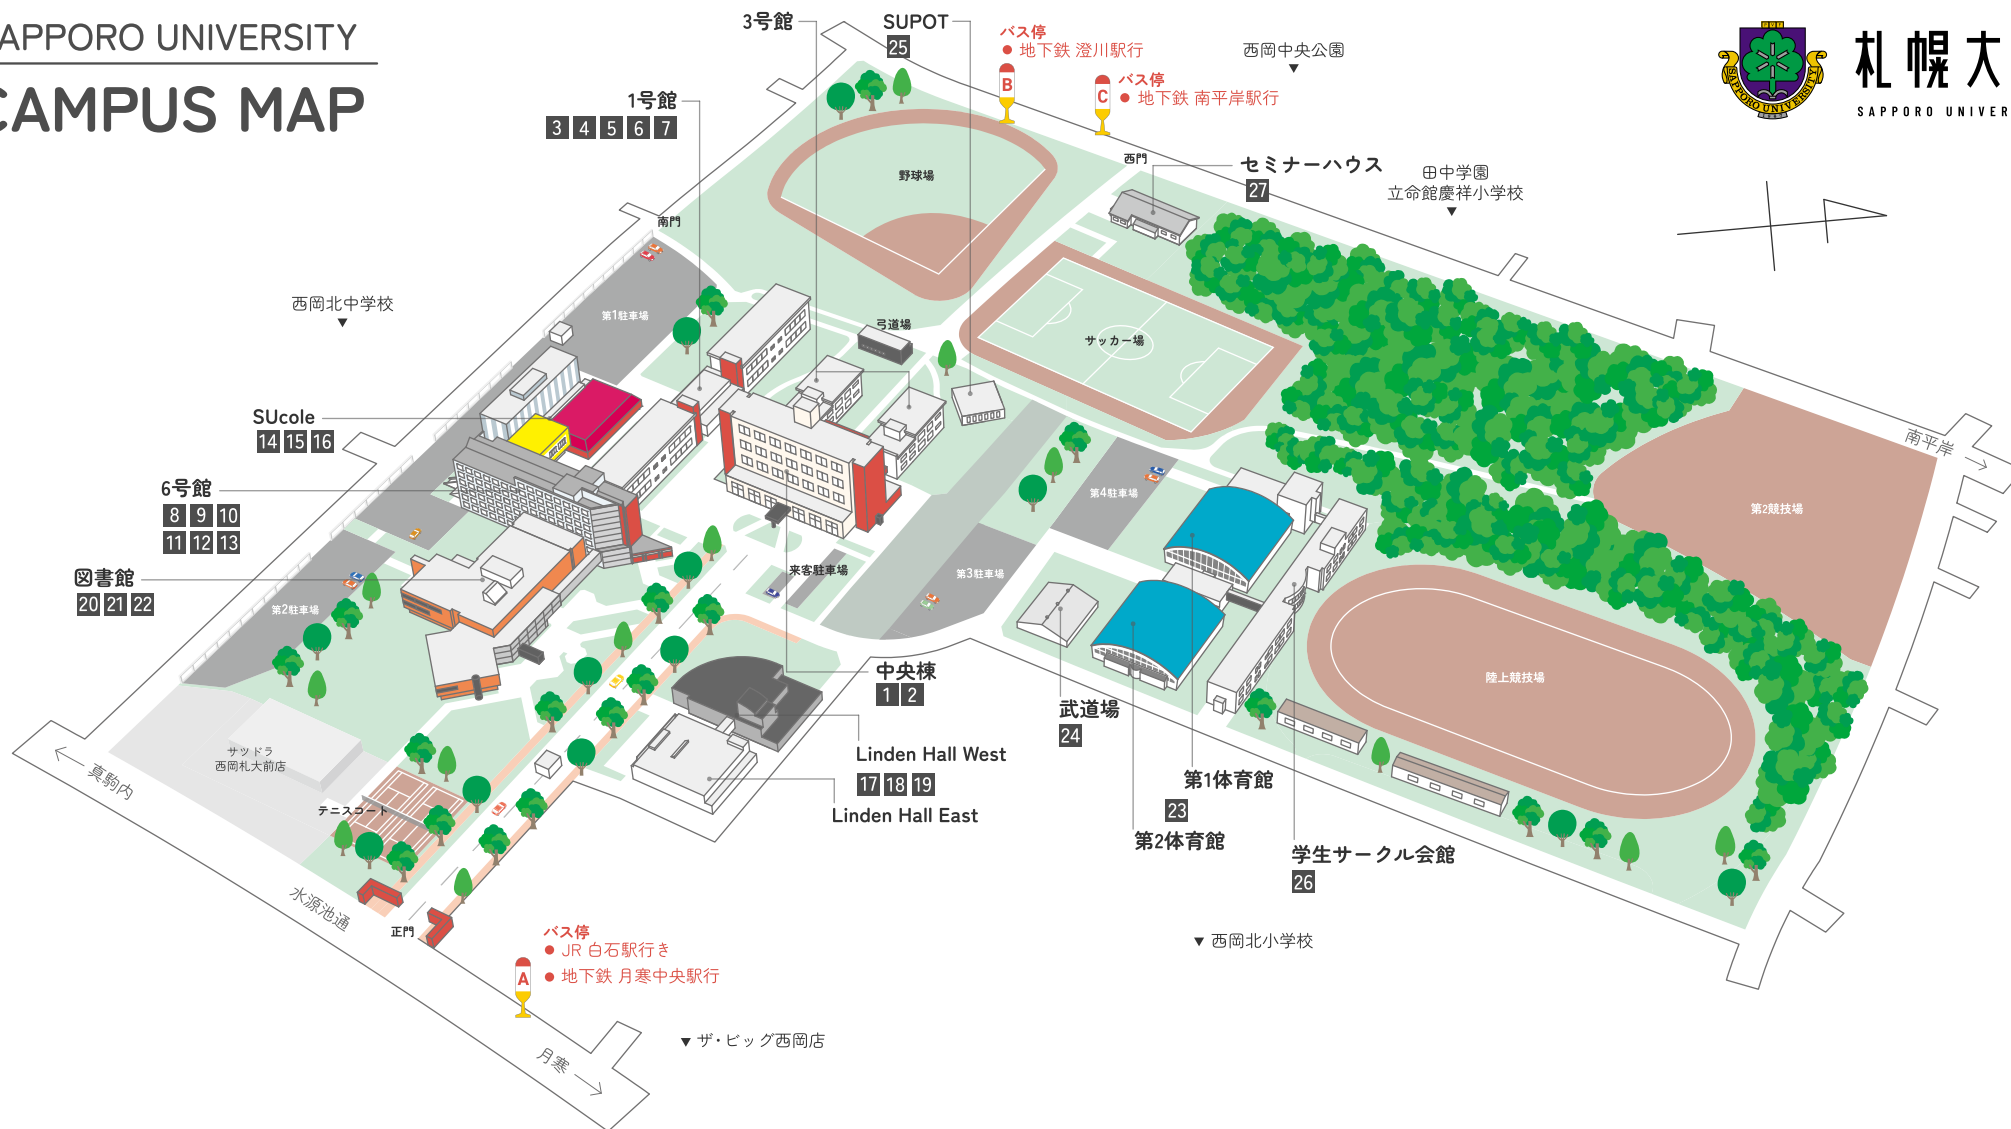 APPORO UNIVERSITY
CAMPUS MAP
3号館
SUPOT
25
バス停
● 地下鉄 澄川駅行
B
バス停
● 地下鉄 南平岸駅行
C
西岡中央公園
▼
札幌大
SAPPORO UNIVER
SAPPORO UNIVERSITY
1号館
3 4 5 6 7
西門
セミナーハウス
27
田中学園
立命館慶祥小学校
▼
野球場
南門
西岡北中学校
▼
第1駐車場
弓道場
サッカー場
SUcole
14 15 16
南平岸 →
6号館
8 9 10
11 12 13
第4駐車場
第2競技場
図書館
20 21 22
来客駐車場
第3駐車場
第2駐車場
中央棟
1 2
陸上競技場
武道場
24
サツドラ
西岡札大前店
Linden Hall West
17 18 19
Linden Hall East
第1体育館
23
第2体育館
← 真駒内
テニスコート
学生サークル会館
26
水源池通
正門
バス停
● JR 白石駅行き
● 地下鉄 月寒中央駅行
A
▼ 西岡北小学校
▼ ザ・ビッグ西岡店
月寒 →